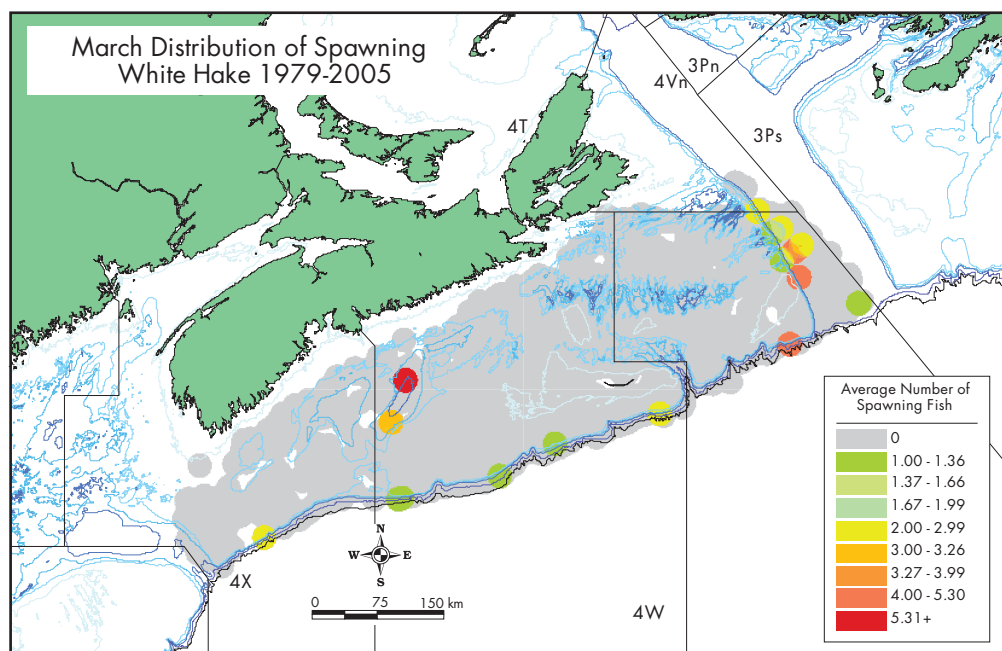 March Distribution of Spawning
White Hake 1979-2005
4T
4Vn
3Pn
3Ps
4X
4W
N
W E
S
0 75 150 km
Average Number of
Spawning Fish
0
1.00 - 1.36
1.37 - 1.66
1.67 - 1.99
2.00 - 2.99
3.00 - 3.26
3.27 - 3.99
4.00 - 5.30
5.31+